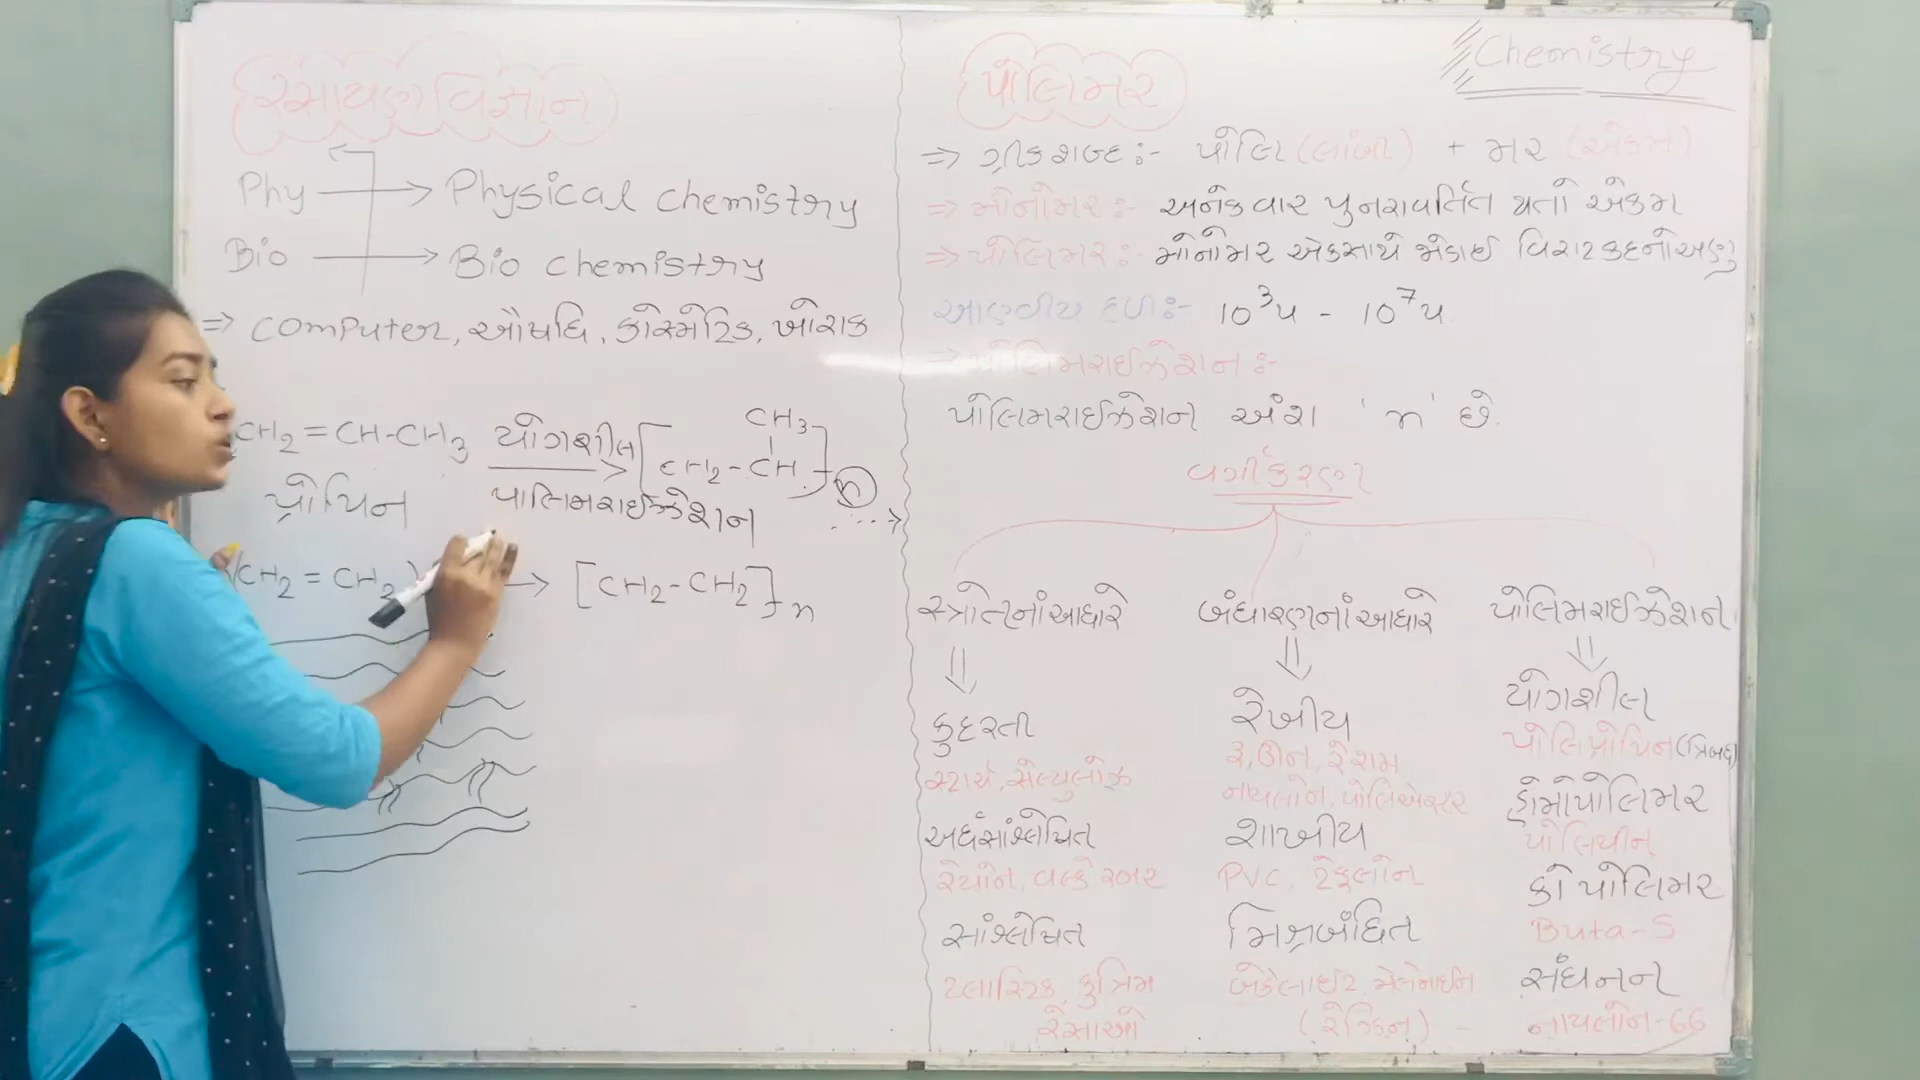 રસાયણ વિજ્ઞાન
Phy → Physical chemistry
Bio → Bio chemistry
⇒ Computer, ઔષધિ, કોસ્મેટિક, ખોરાક
CH2 = CH-CH3 યોગશીલ → પોલિમરાઈઝેશન [CH2-CH(CH3)]n
પ્રોપિન
(CH2 = CH2) → [CH2-CH2]n
Chemistry
પોલિમર
⇒ ગ્રીક શબ્દ :- પોલિ (લાંબી) + મર (એકમ)
⇒ મોનોમર :- અનેકવાર પુનરાવર્તિત થતો એકમ
⇒ પોલિમર :- મોનોમર એકસાથે જોડાઈ વિરાટ કદનો અણુ
આણ્વીય દળ :- 10³u - 10⁷u
⇒ પોલિમરાઈઝેશન :-
પોલિમરાઈઝેશન અંશ 'n' છે.
વર્ગીકરણ
સ્ત્રોતનાં આધારે
કુદરતી
સ્ટાર્ચ, સેલ્યુલોઝ
અર્ધસાંશ્લેષિત
રેયોન, વલ્કે રબર
સાંશ્લેષિત
પ્લાસ્ટિક, કૃત્રિમ
રેસાઓ
બંધારણનાં આધારે
રેખીય
રૂ, ઊન, રેશમ
નાયલોન, પોલિએસ્ટર
શાખીય
PVC, ટેફલોન
મિશ્રબંધિત
બેકેલાઈટ, મેલેમાઈન
(રેઝિન)
પોલિમરાઈઝેશન
યોગશીલ
પોલિપ્રોપિન
હોમોપોલિમર
પોલિથીન
કો પોલિમર
Buta-S
સંઘનન
નાયલોન-66